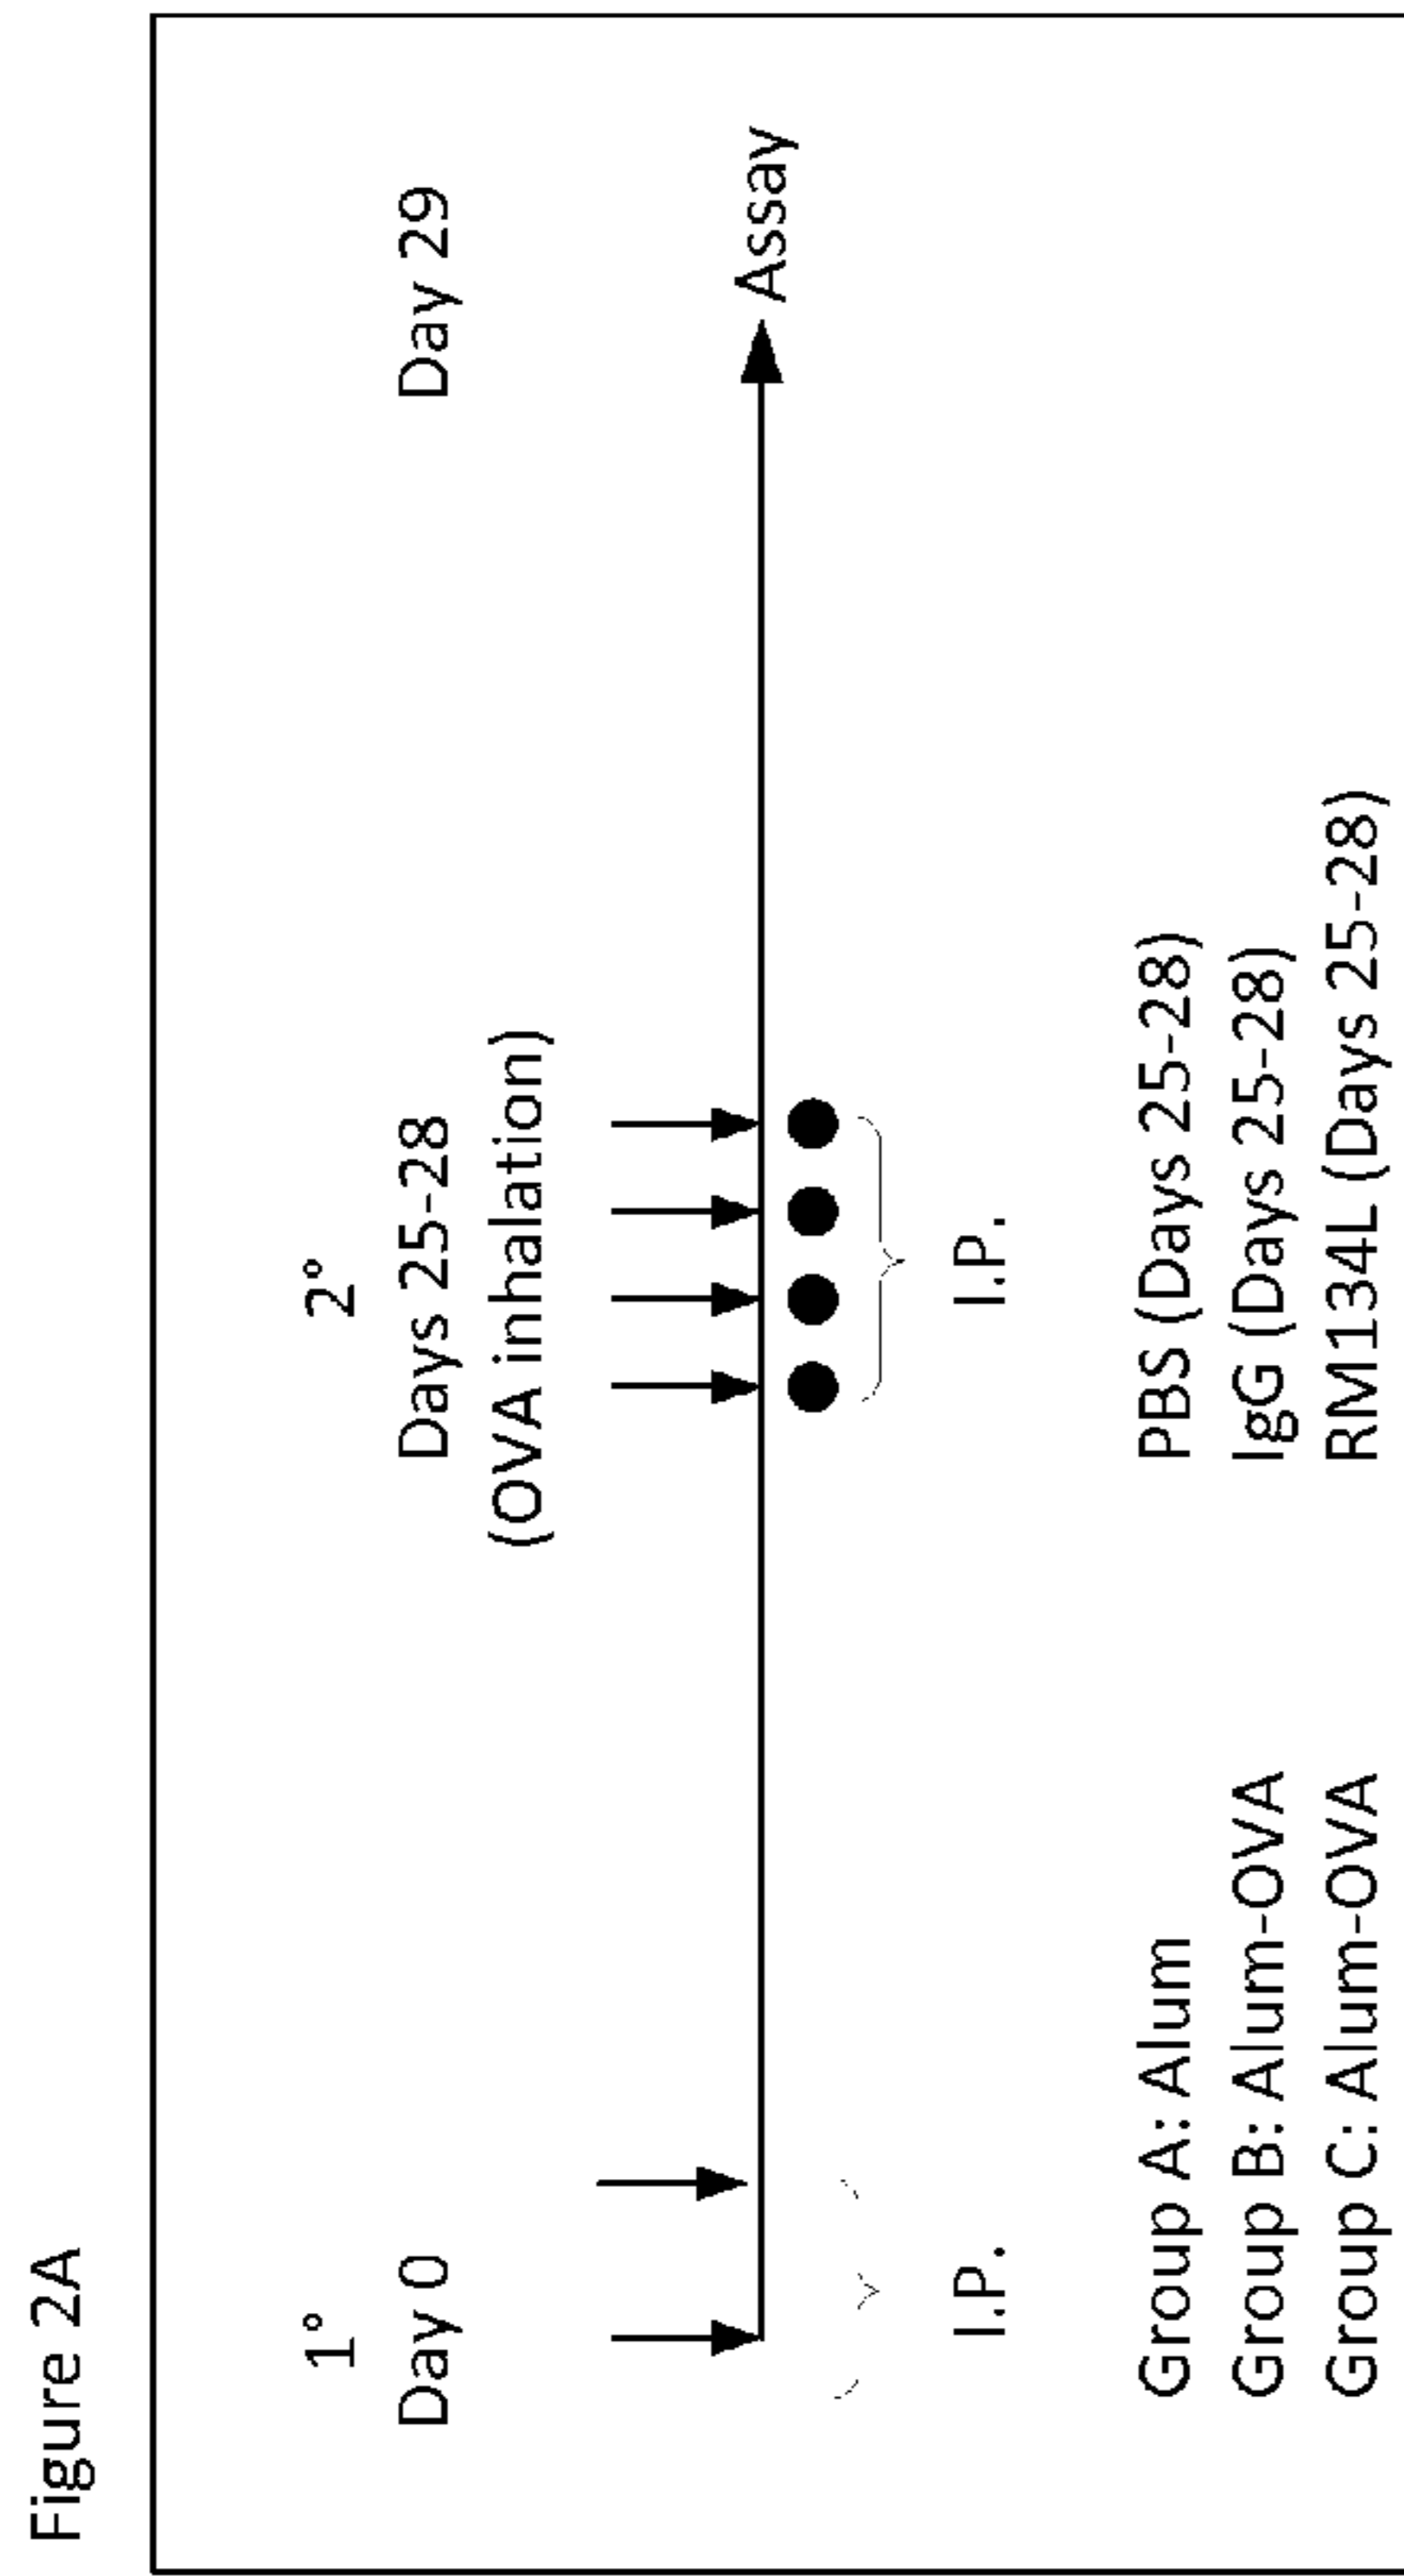 Figure 2A
1° 2°
Day 0 Days 25-28 Day 29
(OVA inhalation)
Assay
I.P. I.P.
Group A: Alum PBS (Days 25-28)
Group B: Alum-OVA IgG (Days 25-28)
Group C: Alum-OVA RM134L (Days 25-28)